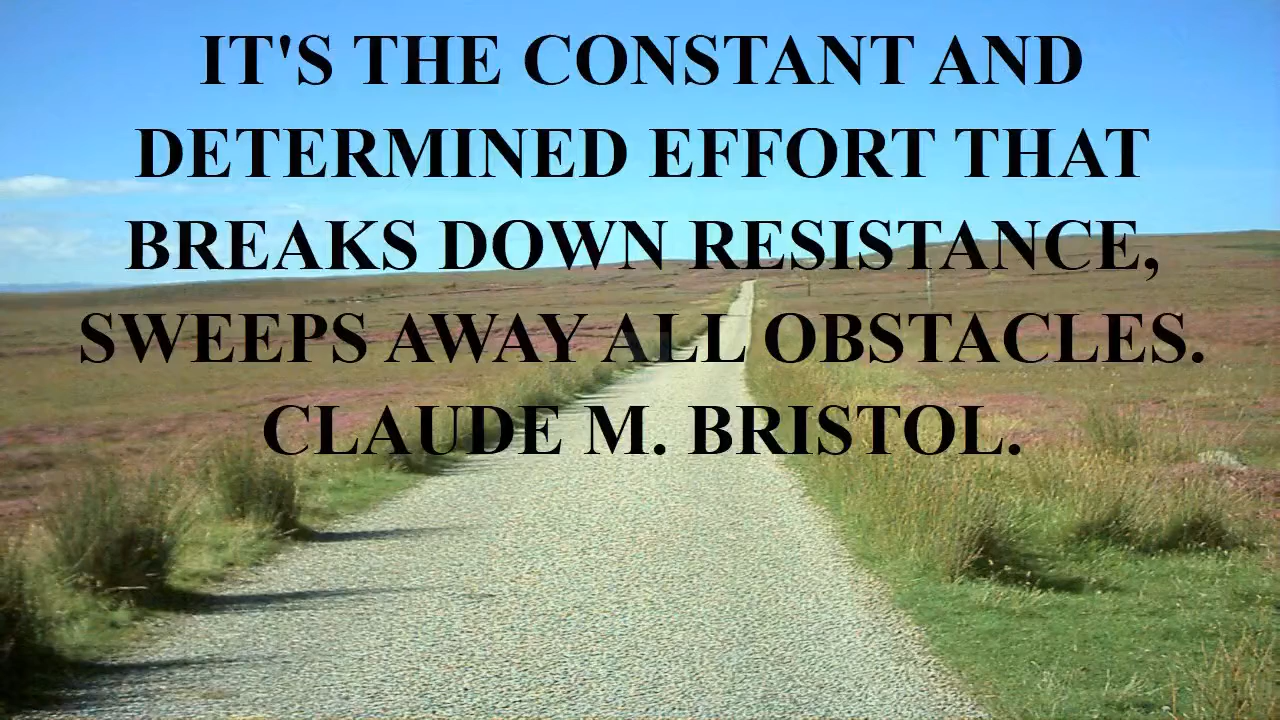 IT'S THE CONSTANT AND
DETERMINED EFFORT THAT
BREAKS DOWN RESISTANCE,
SWEEPS AWAY ALL OBSTACLES.
CLAUDE M. BRISTOL.